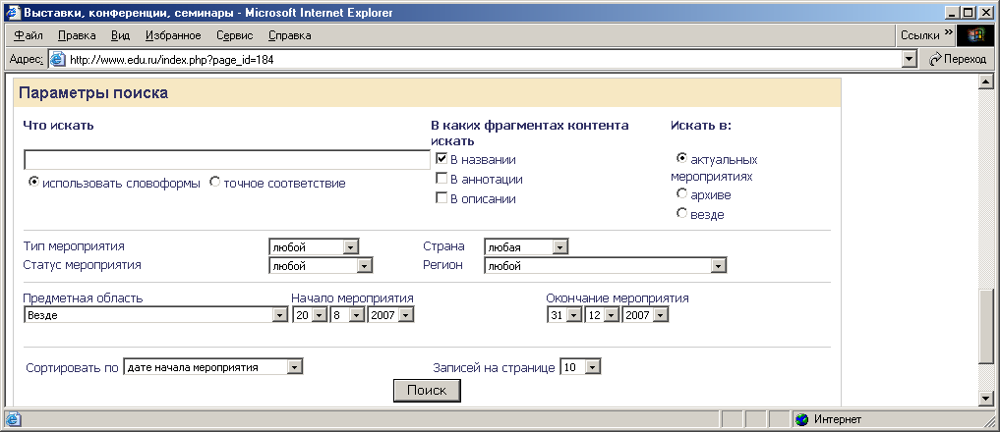 Выставки, конференции, семинары - Microsoft Internet Explorer
Файл Правка Вид Избранное Сервис Справка Ссылки »
Адрес: http://www.edu.ru/index.php?page_id=184 Переход
Параметры поиска
Что искать
использовать словоформы точное соответствие
В каких фрагментах контента
искать
В названии
В аннотации
В описании
Искать в:
актуальных
мероприятиях
архиве
везде
Тип мероприятия любой Страна любая
Статус мероприятия любой Регион любой
Предметная область Начало мероприятия Окончание мероприятия
Везде 20 8 2007 31 12 2007
Сортировать по дате начала мероприятия Записей на странице 10
Поиск
Интернет